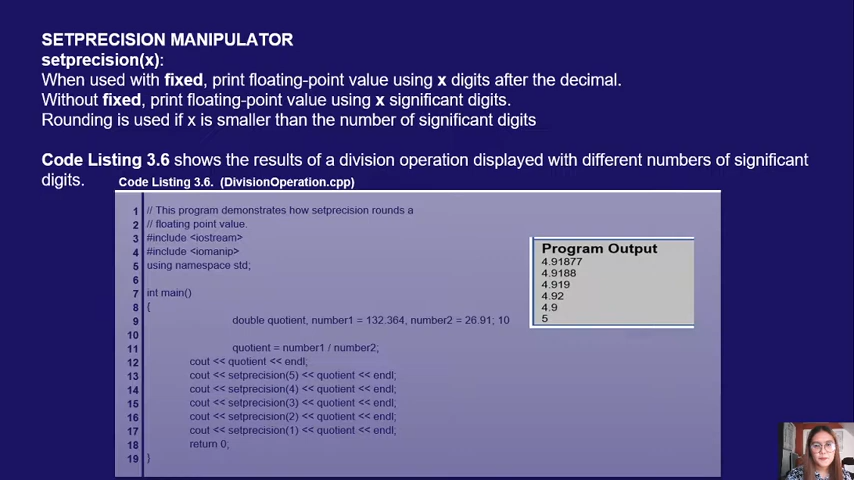 SETPRECISION MANIPULATOR
setprecision(x):
When used with fixed, print floating-point value using x digits after the decimal.
Without fixed, print floating-point value using x significant digits.
Rounding is used if x is smaller than the number of significant digits
Code Listing 3.6 shows the results of a division operation displayed with different numbers of significant
digits.
Code Listing 3.6. (DivisionOperation.cpp)
1 // This program demonstrates how setprecision rounds a
2 // floating point value.
3 #include <iostream>
4 #include <iomanip>
5 using namespace std;
6
7 int main()
8 {
9 double quotient, number1 = 132.364, number2 = 26.91; 10
10
11 quotient = number1 / number2;
12 cout << quotient << endl;
13 cout << setprecision(5) << quotient << endl;
14 cout << setprecision(4) << quotient << endl;
15 cout << setprecision(3) << quotient << endl;
16 cout << setprecision(2) << quotient << endl;
17 cout << setprecision(1) << quotient << endl;
18 return 0;
19 }
Program Output
4.91877
4.9188
4.919
4.92
4.9
5